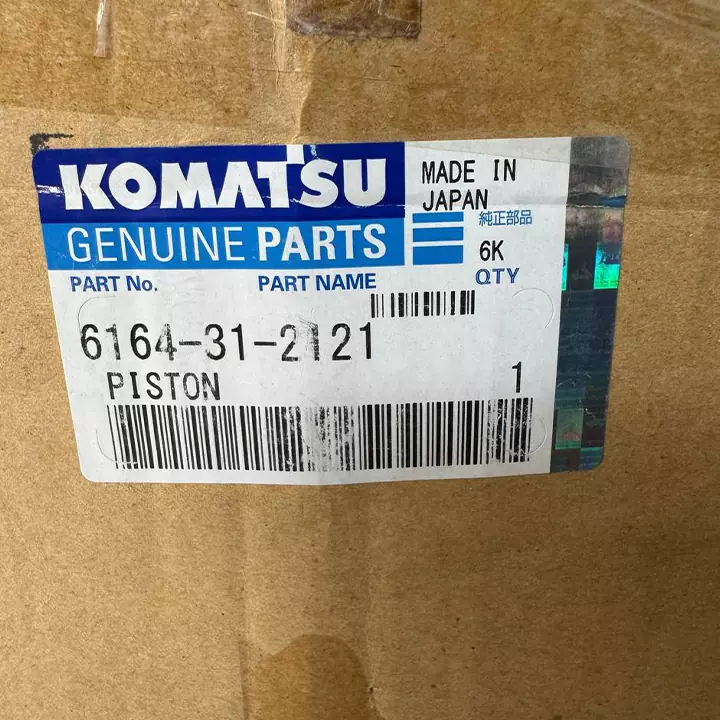 KOMATSU
MADE IN
JAPAN
GENUINE PARTS
純正部品
6K
PART No.
PART NAME
QTY
6164-31-2121
PISTON
1